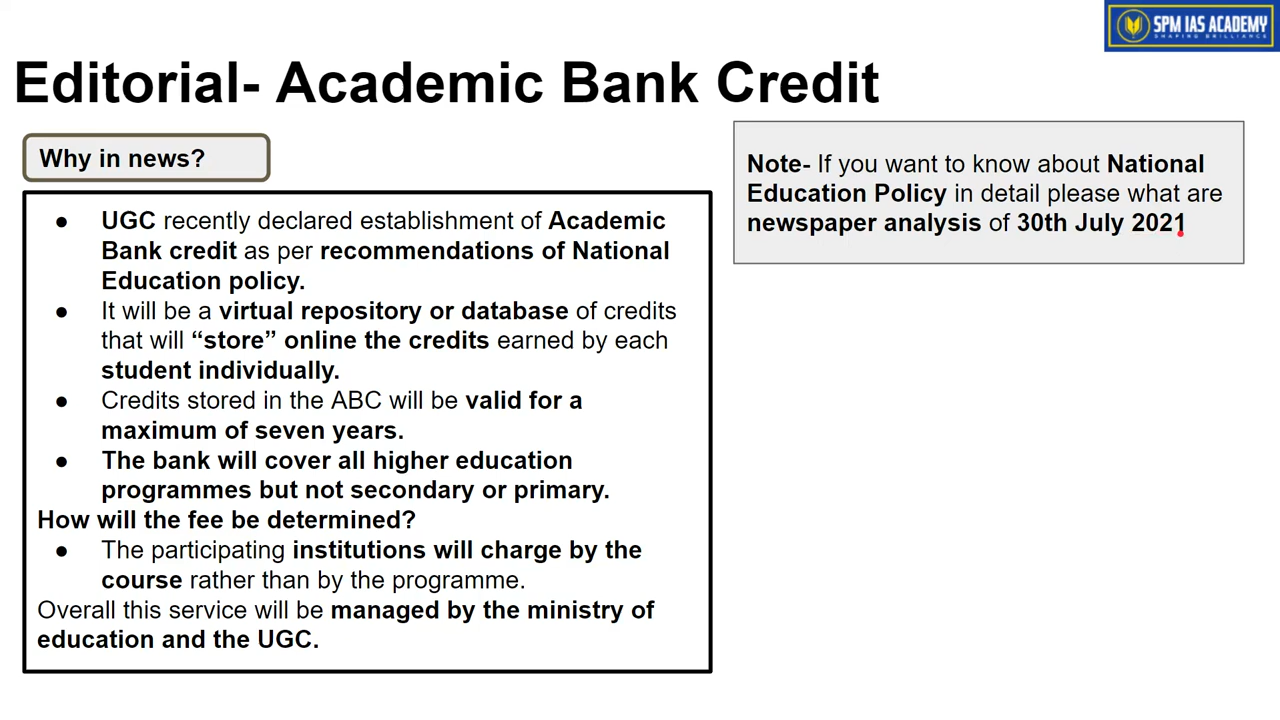 SPM IAS ACADEMY
SHAPING BRILLIANCE
Editorial- Academic Bank Credit
Why in news?
● UGC recently declared establishment of Academic
Bank credit as per recommendations of National
Education policy.
● It will be a virtual repository or database of credits
that will “store” online the credits earned by each
student individually.
● Credits stored in the ABC will be valid for a
maximum of seven years.
● The bank will cover all higher education
programmes but not secondary or primary.
How will the fee be determined?
● The participating institutions will charge by the
course rather than by the programme.
Overall this service will be managed by the ministry of
education and the UGC.
Note- If you want to know about National
Education Policy in detail please what are
newspaper analysis of 30th July 2021